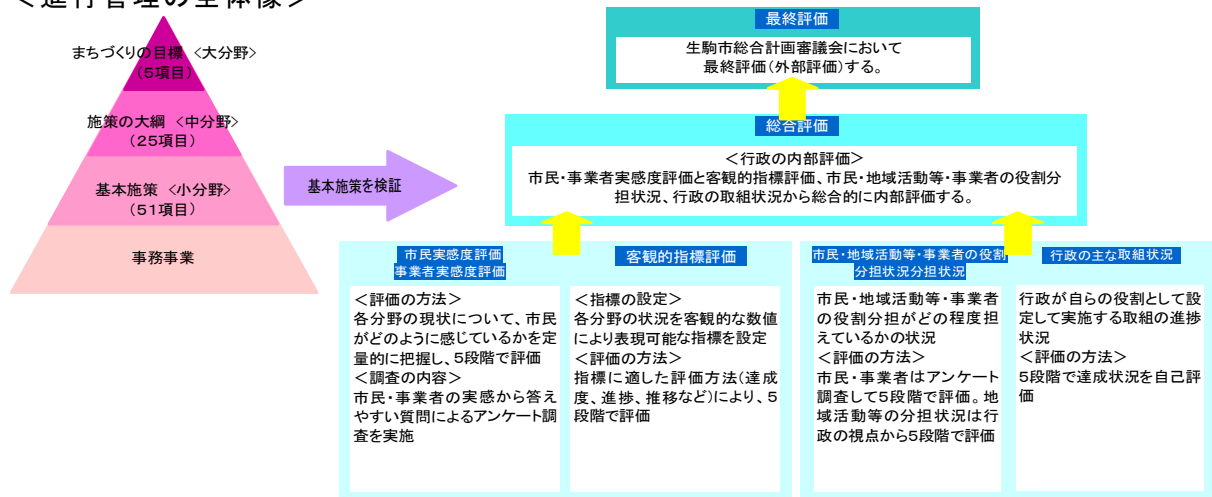 ＜進行管理の全体像＞
まちづくりの目標 <大分野>
(5項目)
施策の大綱 <中分野>
(25項目)
基本施策 <小分野>
(51項目)
事務事業
基本施策を検証
最終評価
生駒市総合計画審議会において
最終評価(外部評価)する。
総合評価
＜行政の内部評価＞
市民・事業者実感度評価と客観的指標評価、市民・地域活動等・事業者の役割分
担状況、行政の取組状況から総合的に内部評価する。
市民実感度評価
事業者実感度評価
＜評価の方法＞
各分野の現状について、市民
がどのように感じているかを定
量的に把握し、5段階で評価
＜調査の内容＞
市民・事業者の実感から答え
やすい質問によるアンケート調
査を実施
客観的指標評価
＜指標の設定＞
各分野の状況を客観的な数値
により表現可能な指標を設定
＜評価の方法＞
指標に適した評価方法(達成
度、進捗、推移など)により、5
段階で評価
市民・地域活動等・事業者の役割
分担状況分担状況
市民・地域活動等・事業者
の役割分担がどの程度担
えているかの状況
＜評価の方法＞
市民・事業者はアンケート
調査して5段階で評価。地
域活動等の分担状況は行
政の視点から5段階で評価
行政の主な取組状況
行政が自らの役割として設
定して実施する取組の進捗
状況
＜評価の方法＞
5段階で達成状況を自己評
価